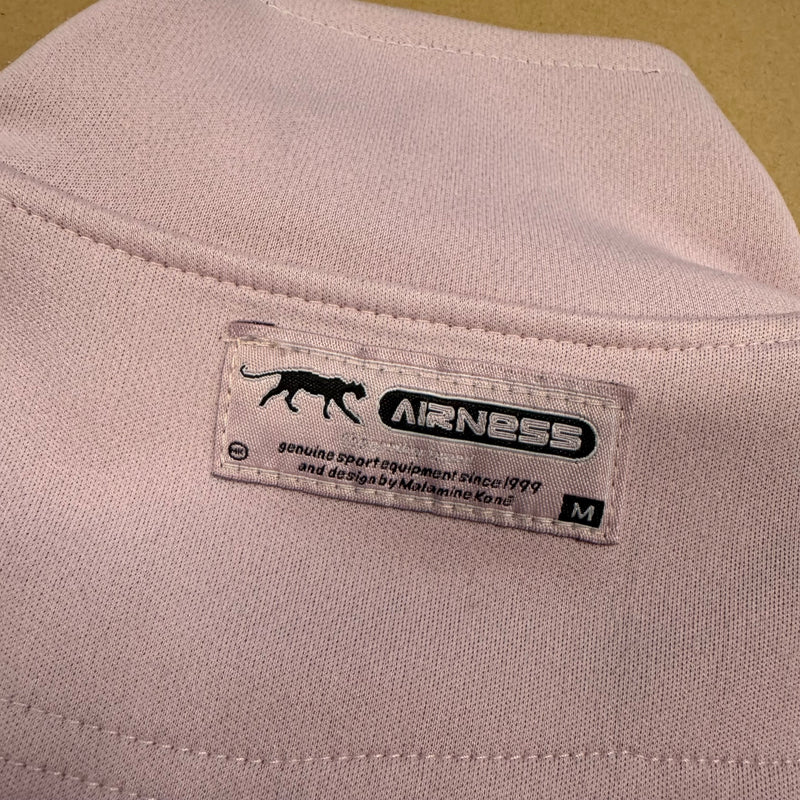 AIRNESS
genuine sport equipment since 1999
and design by Malamine Koné
M